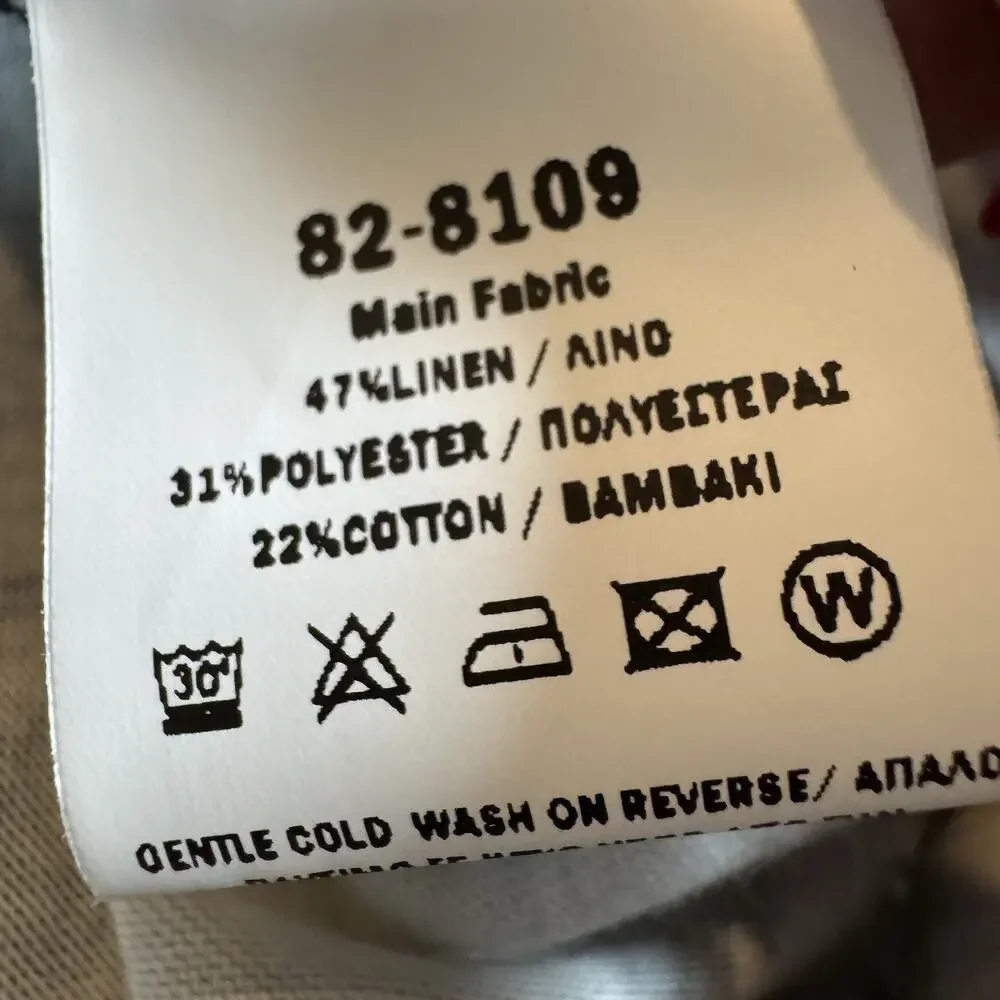 82-8109
Main Fabric
47%LINEN / ΛΙΝΟ
31%POLYESTER / ΠΟΛΥΕΣΤΕΡΑΣ
22%COTTON / ΒΑΜΒΑΚΙ
30°
W
GENTLE COLD WASH ON REVERSE/ ΑΠΑΛΟ